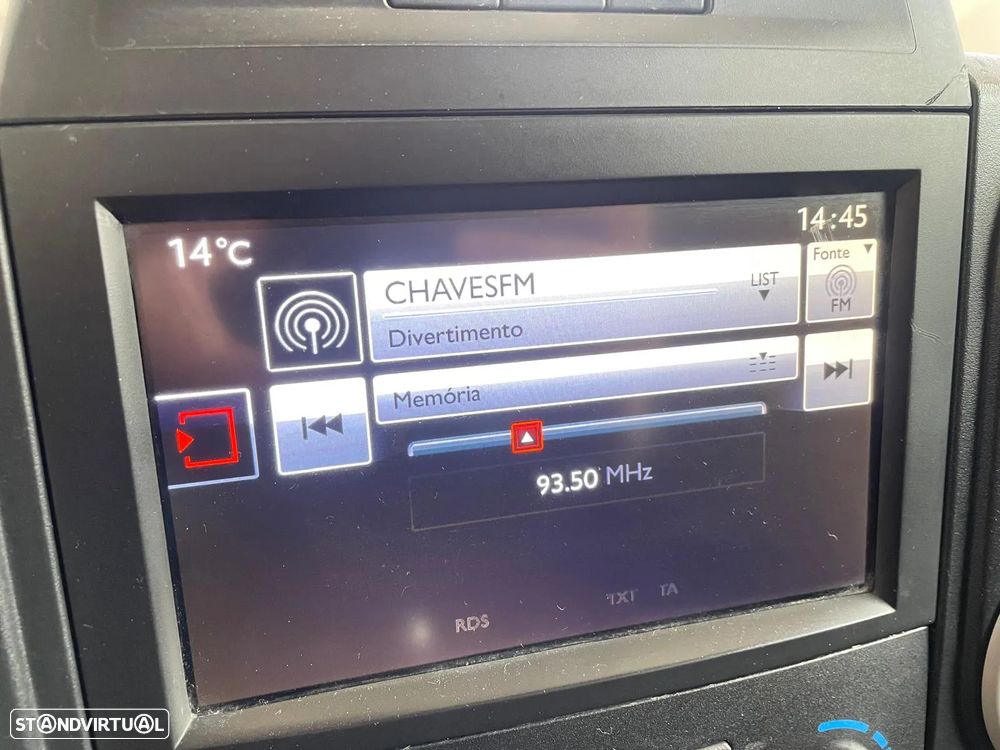 14°C
14:45
CHAVESFM
LIST
Fonte
FM
Divertimento
Memória
93.50 MHz
RDS
TXT TA
STANDVIRTUAL